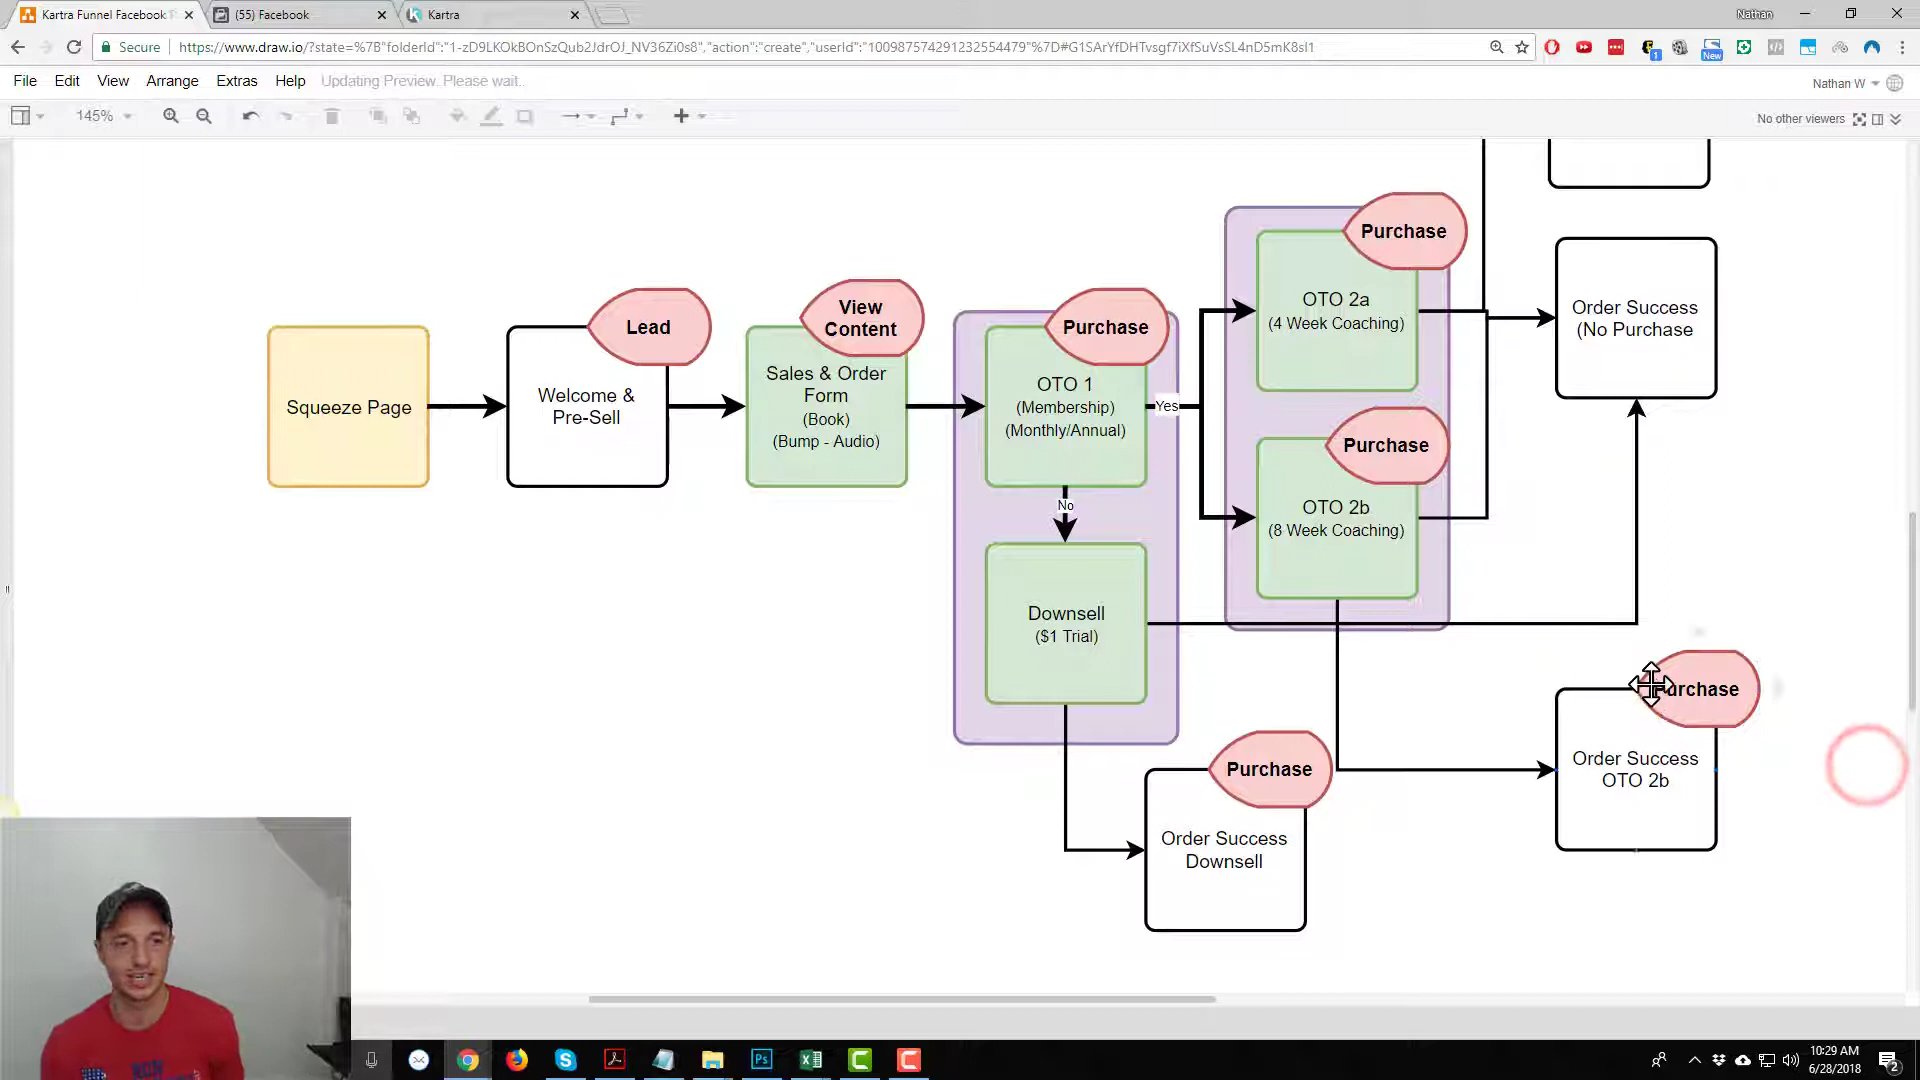 Kartra Funnel Facebook
(55) Facebook
Kartra
Nathan
Secure
https://www.draw.io/?state=%7B"folderId":"1-zD9LKOkBOnSzQub2JdrOJ_NV36Zi0s8","action":"create","userId":"100987574291232554479"%7D#G1SArYfDHTvsgf7iXfSuVsSL4nD5mK8sI1
1
New
File Edit View Arrange Extras Help Updating Preview. Please wait..
Nathan W
145%
No other viewers
Purchase
OTO 2a
(4 Week Coaching)
Order Success
(No Purchase
Lead
View
Content
Purchase
Squeeze Page
Welcome &
Pre-Sell
Sales & Order
Form
(Book)
(Bump - Audio)
OTO 1
(Membership)
(Monthly/Annual)
Yes
Purchase
OTO 2b
(8 Week Coaching)
No
Downsell
($1 Trial)
Purchase
Order Success
OTO 2b
Purchase
Order Success
Downsell
10:29 AM
6/28/2018
2